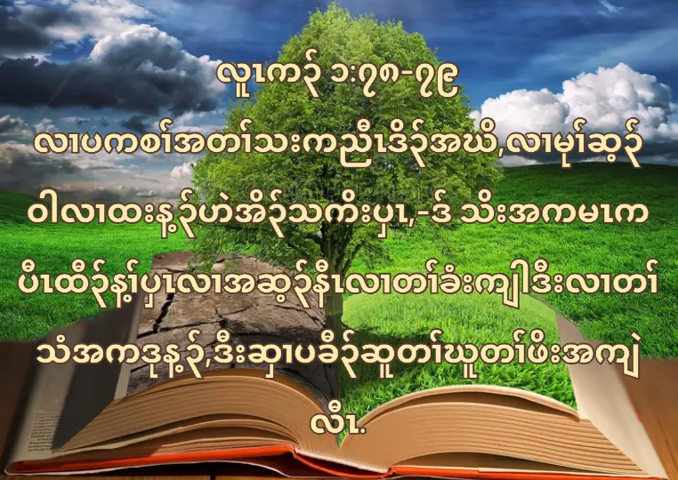 လူၤကၣ် ၁:၇၈-၇၉
လၢပကစၢ်အတၢ်သးကညီၤဒိၣ်အဃိ,လၢမုၢ်ဆ့ၣ်
ဝါလၢထးန့ၣ်ဟဲအိၣ်သကိးပှၤ,-ဒ် သိးအကမၤက
ပီၤထီၣ်န့ၢ်ပှၤလၢအဆ့ၣ်နီၤလၢတၢ်ခံးကျါဒီးလၢတၢ်
သံအကဒုန့ၣ်,ဒီးဆှၢပခီၣ်ဆူတၢ်ဃူတၢ်ဖိးအကျဲ
လီၤ.